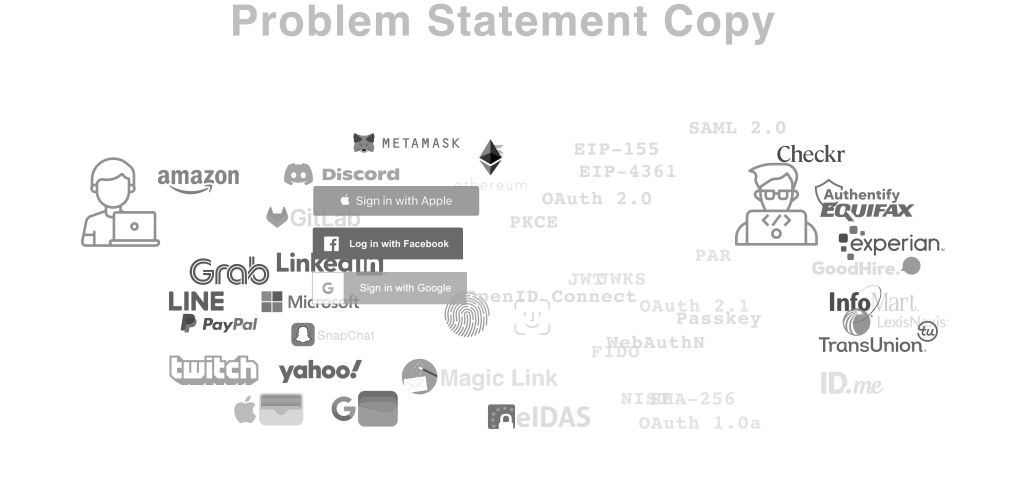 Problem Statement Copy
SAML 2.0
METAMASK
EIP-155
Checkr
amazon
Discord
EIP-4361
ethereum
Authentify
Sign in with Apple
OAuth 2.0
EQUIFAX
GitLab
PKCE
Log in with Facebook
experian
PAR
LinkedIn
GoodHire
Grab
JWT
JWKS
Sign in with Google
OpenID Connect
LINE
Microsoft
OAuth 2.1
InfoMart
PayPal
Passkey
LexisNexis
tu
SnapChat
WebAuthN
TransUnion
FIDO
twitch
yahoo!
Magic Link
ID.me
NIST
SHA-256
G
eIDAS
OAuth 1.0a